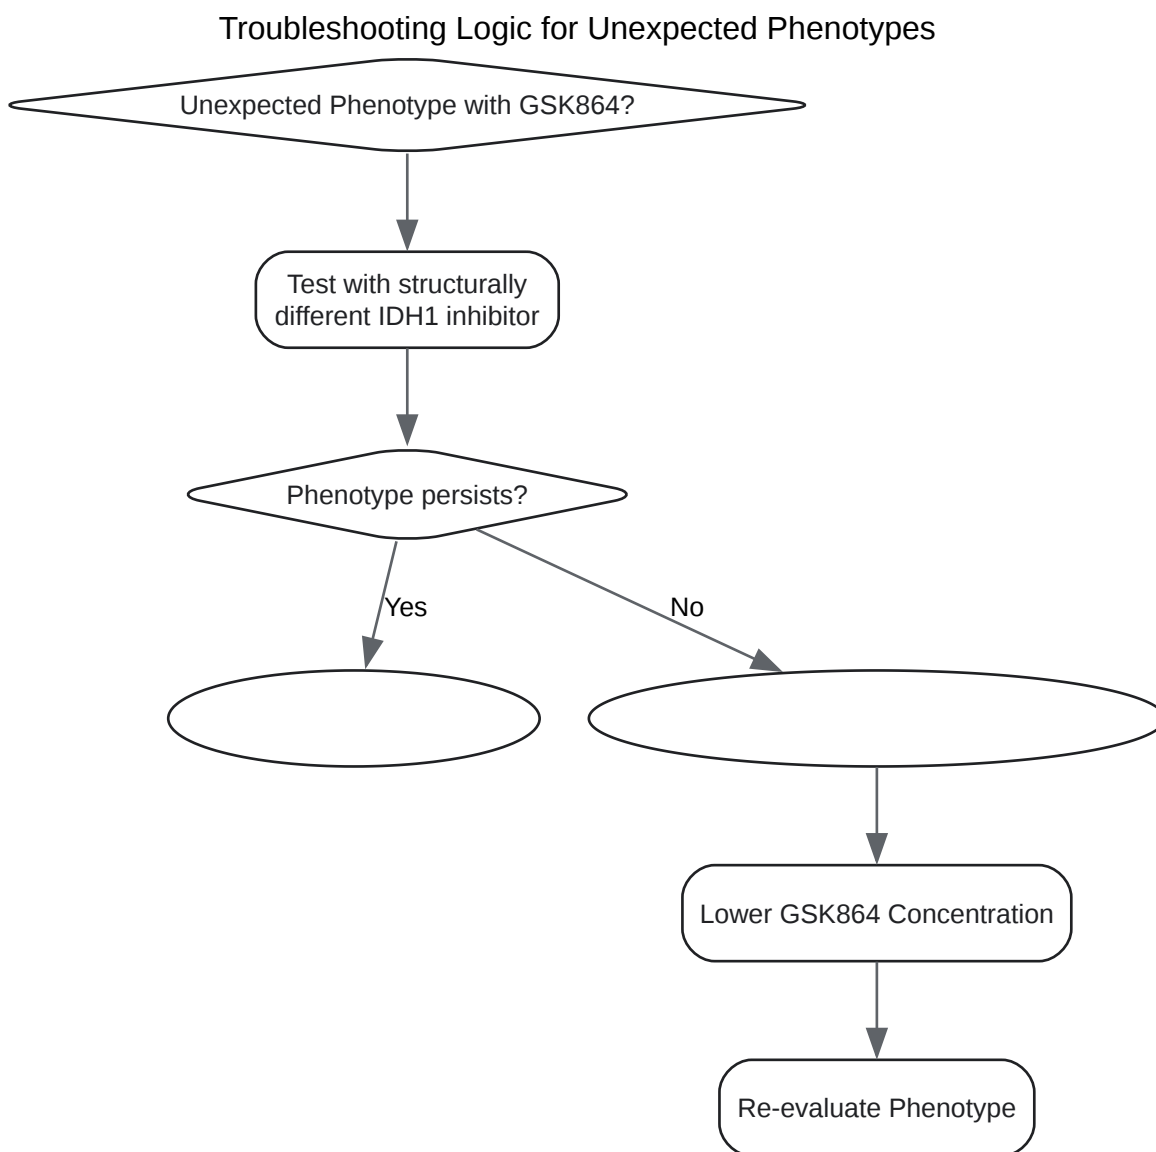 Troubleshooting Logic for Unexpected Phenotypes
Unexpected Phenotype with GSK864?
Test with structurally
different IDH1 inhibitor
Phenotype persists?
Yes
No
Lower GSK864 Concentration
Re-evaluate Phenotype